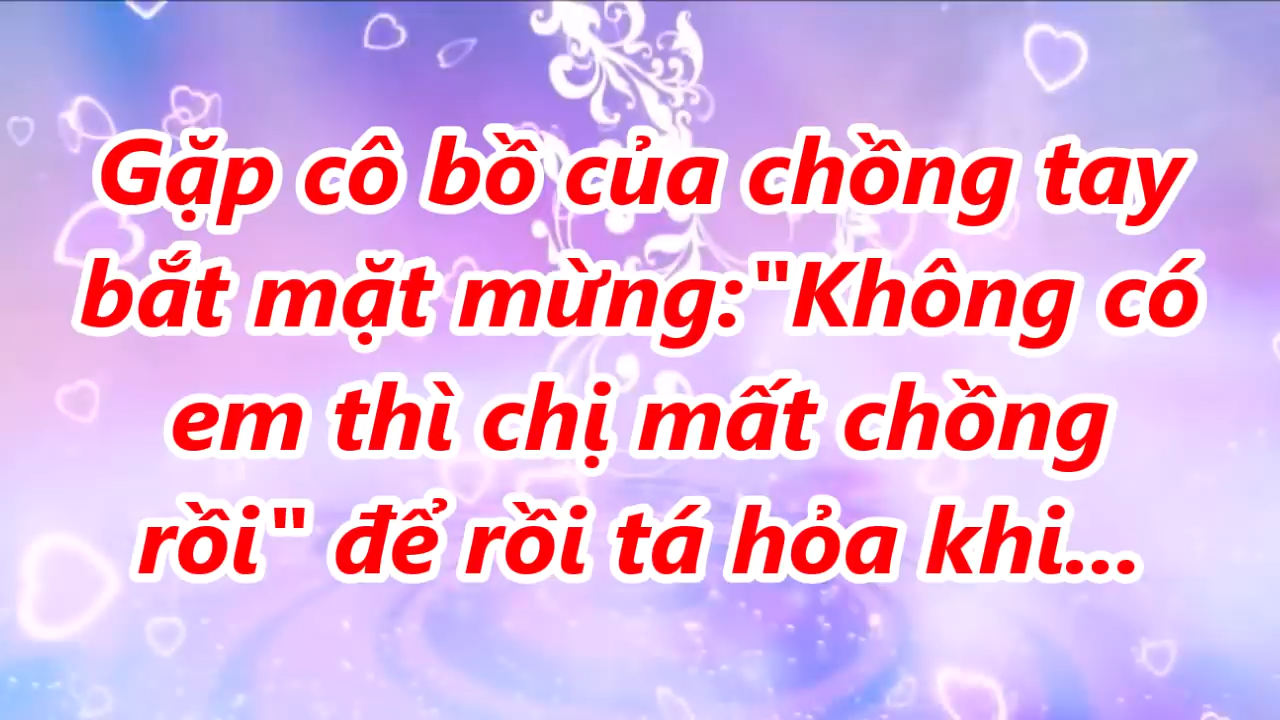 Gặp cô bồ của chồng tay
bắt mặt mừng:"Không có
em thì chị mất chồng
rồi" để rồi tá hỏa khi...